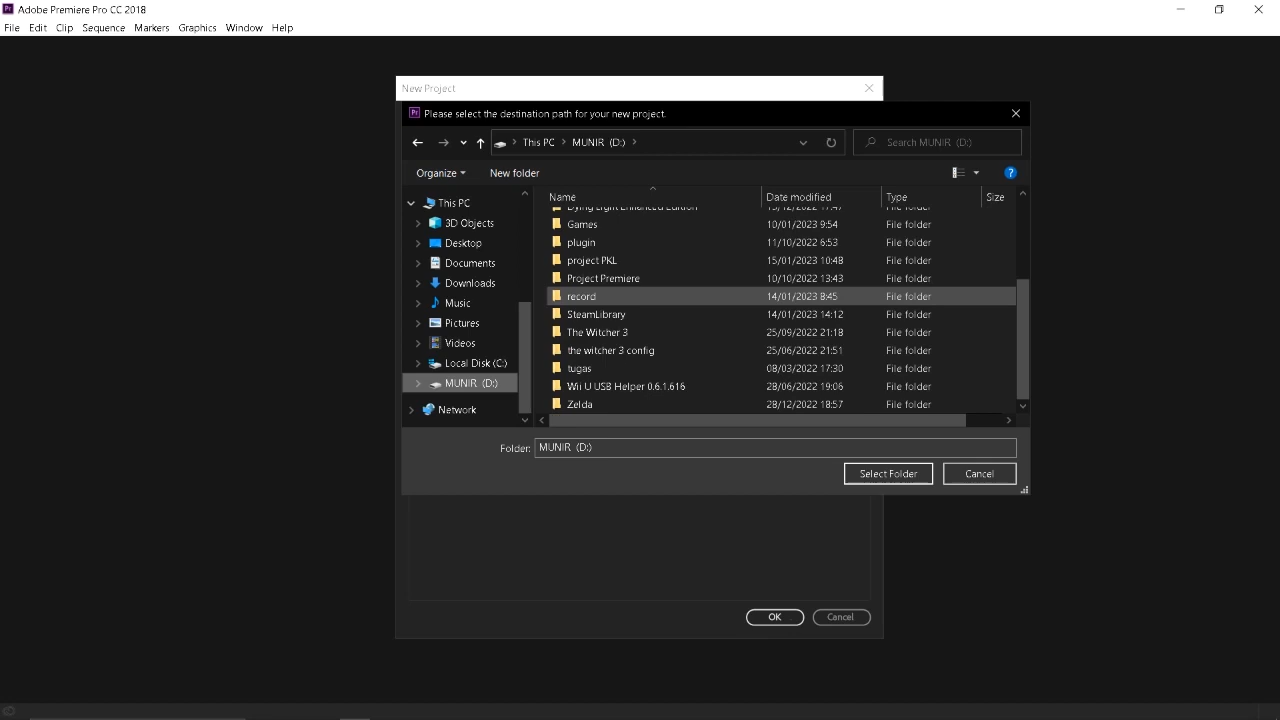 Adobe Premiere Pro CC 2018
File Edit Clip Sequence Markers Graphics Window Help
New Project
Please select the destination path for your new project.
This PC MUNIR (D:)
Search MUNIR (D:)
Organize New folder
Name Date modified Type Size
This PC
3D Objects
Desktop
Documents
Downloads
Music
Pictures
Videos
Local Disk (C:)
MUNIR (D:)
Network
Dying Light Enhanced Edition File folder
Games 10/01/2023 9:54 File folder
plugin 11/10/2022 6:53 File folder
project PKL 15/01/2023 10:48 File folder
Project Premiere 10/10/2022 13:43 File folder
record 14/01/2023 8:45 File folder
SteamLibrary 14/01/2023 14:12 File folder
The Witcher 3 25/09/2022 21:18 File folder
the witcher 3 config 25/06/2022 21:51 File folder
tugas 08/03/2022 17:30 File folder
Wii U USB Helper 0.6.1.616 28/06/2022 19:06 File folder
Zelda 28/12/2022 18:57 File folder
Folder: MUNIR (D:)
Select Folder Cancel
OK Cancel